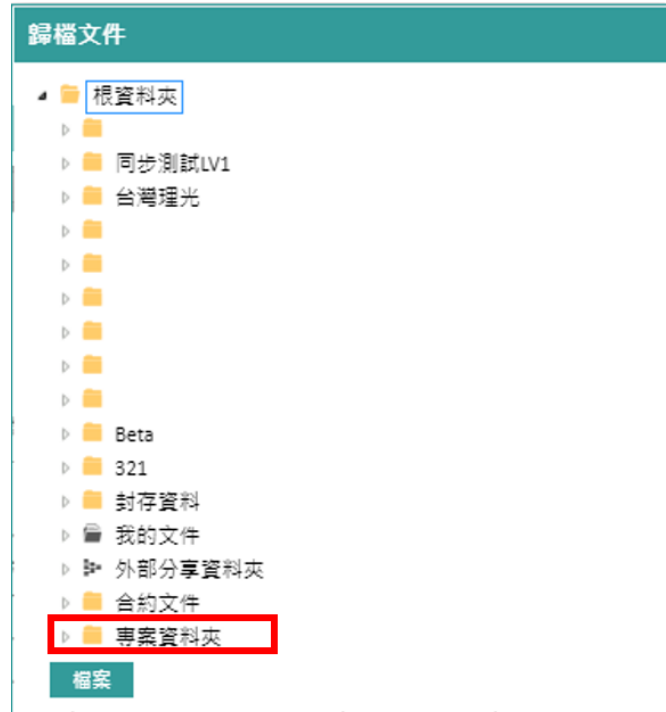 歸檔文件
根資料夾
同步測試LV1
台灣理光
Beta
321
封存資料
我的文件
外部分享資料夾
合約文件
專案資料夾
檔案